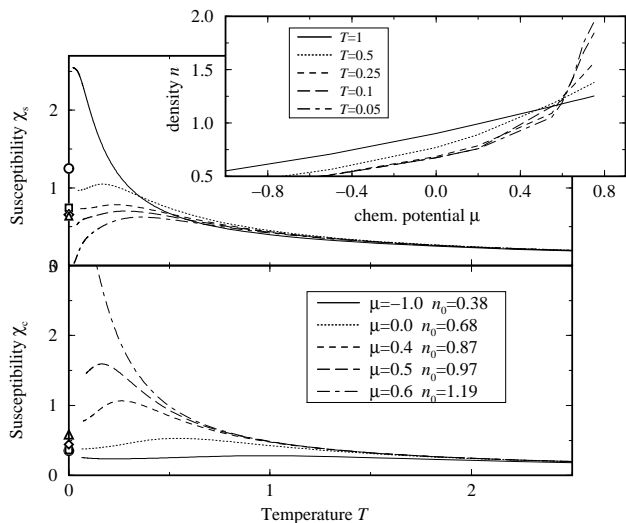 2.0
1.5
1.0
0.5
density n
T=1
T=0.5
T=0.25
T=0.1
T=0.05
−0.8 −0.4 0.0 0.4 0.8
chem. potential μ
2
1
0
Susceptibility χs
3
2
1
0
Susceptibility χc
μ=−1.0 n0=0.38
μ=0.0 n0=0.68
μ=0.4 n0=0.87
μ=0.5 n0=0.97
μ=0.6 n0=1.19
0 1 2
Temperature T